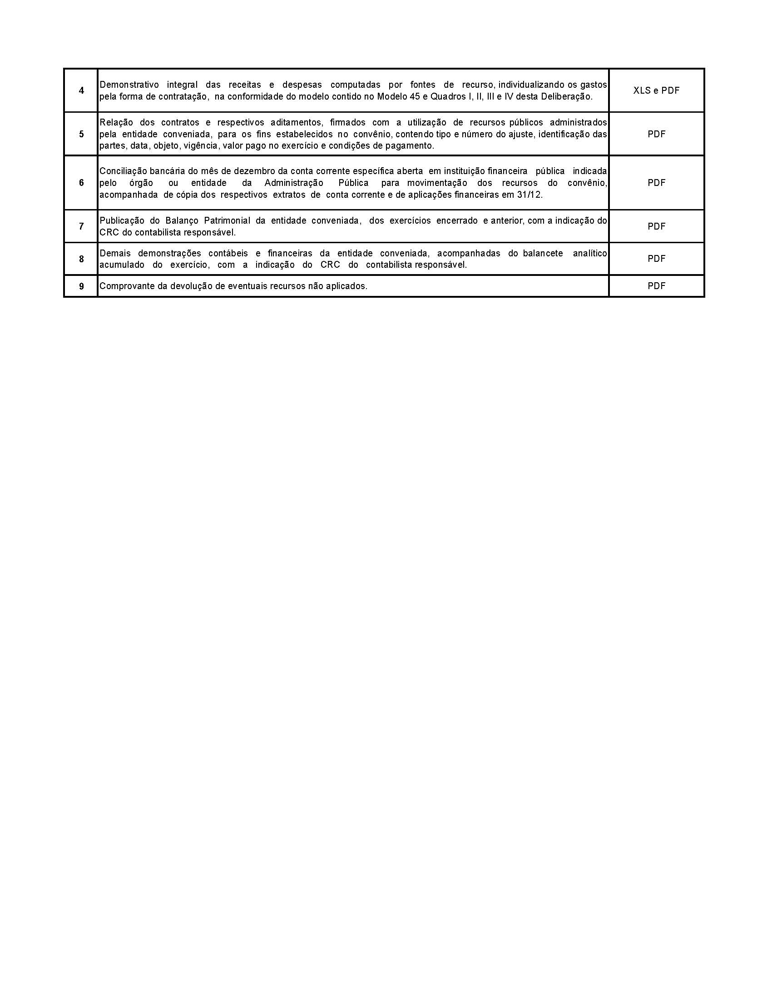 4
Demonstrativo integral das receitas e despesas computadas por fontes de recurso, individualizando os gastos
pela forma de contratação, na conformidade do modelo contido no Modelo 45 e Quadros I, II, III e IV desta Deliberação.
XLS e PDF
5
Relação dos contratos e respectivos aditamentos, firmados com a utilização de recursos públicos administrados
pela entidade conveniada, para os fins estabelecidos no convênio, contendo tipo e número do ajuste, identificação das
partes, data, objeto, vigência, valor pago no exercício e condições de pagamento.
PDF
6
Conciliação bancária do mês de dezembro da conta corrente específica aberta em instituição financeira pública indicada
pelo órgão ou entidade da Administração Pública para movimentação dos recursos do convênio,
acompanhada de cópia dos respectivos extratos de conta corrente e de aplicações financeiras em 31/12.
PDF
7
Publicação do Balanço Patrimonial da entidade conveniada, dos exercícios encerrado e anterior, com a indicação do
CRC do contabilista responsável.
PDF
8
Demais demonstrações contábeis e financeiras da entidade conveniada, acompanhadas do balancete analítico
acumulado do exercício, com a indicação do CRC do contabilista responsável.
PDF
9
Comprovante da devolução de eventuais recursos não aplicados.
PDF